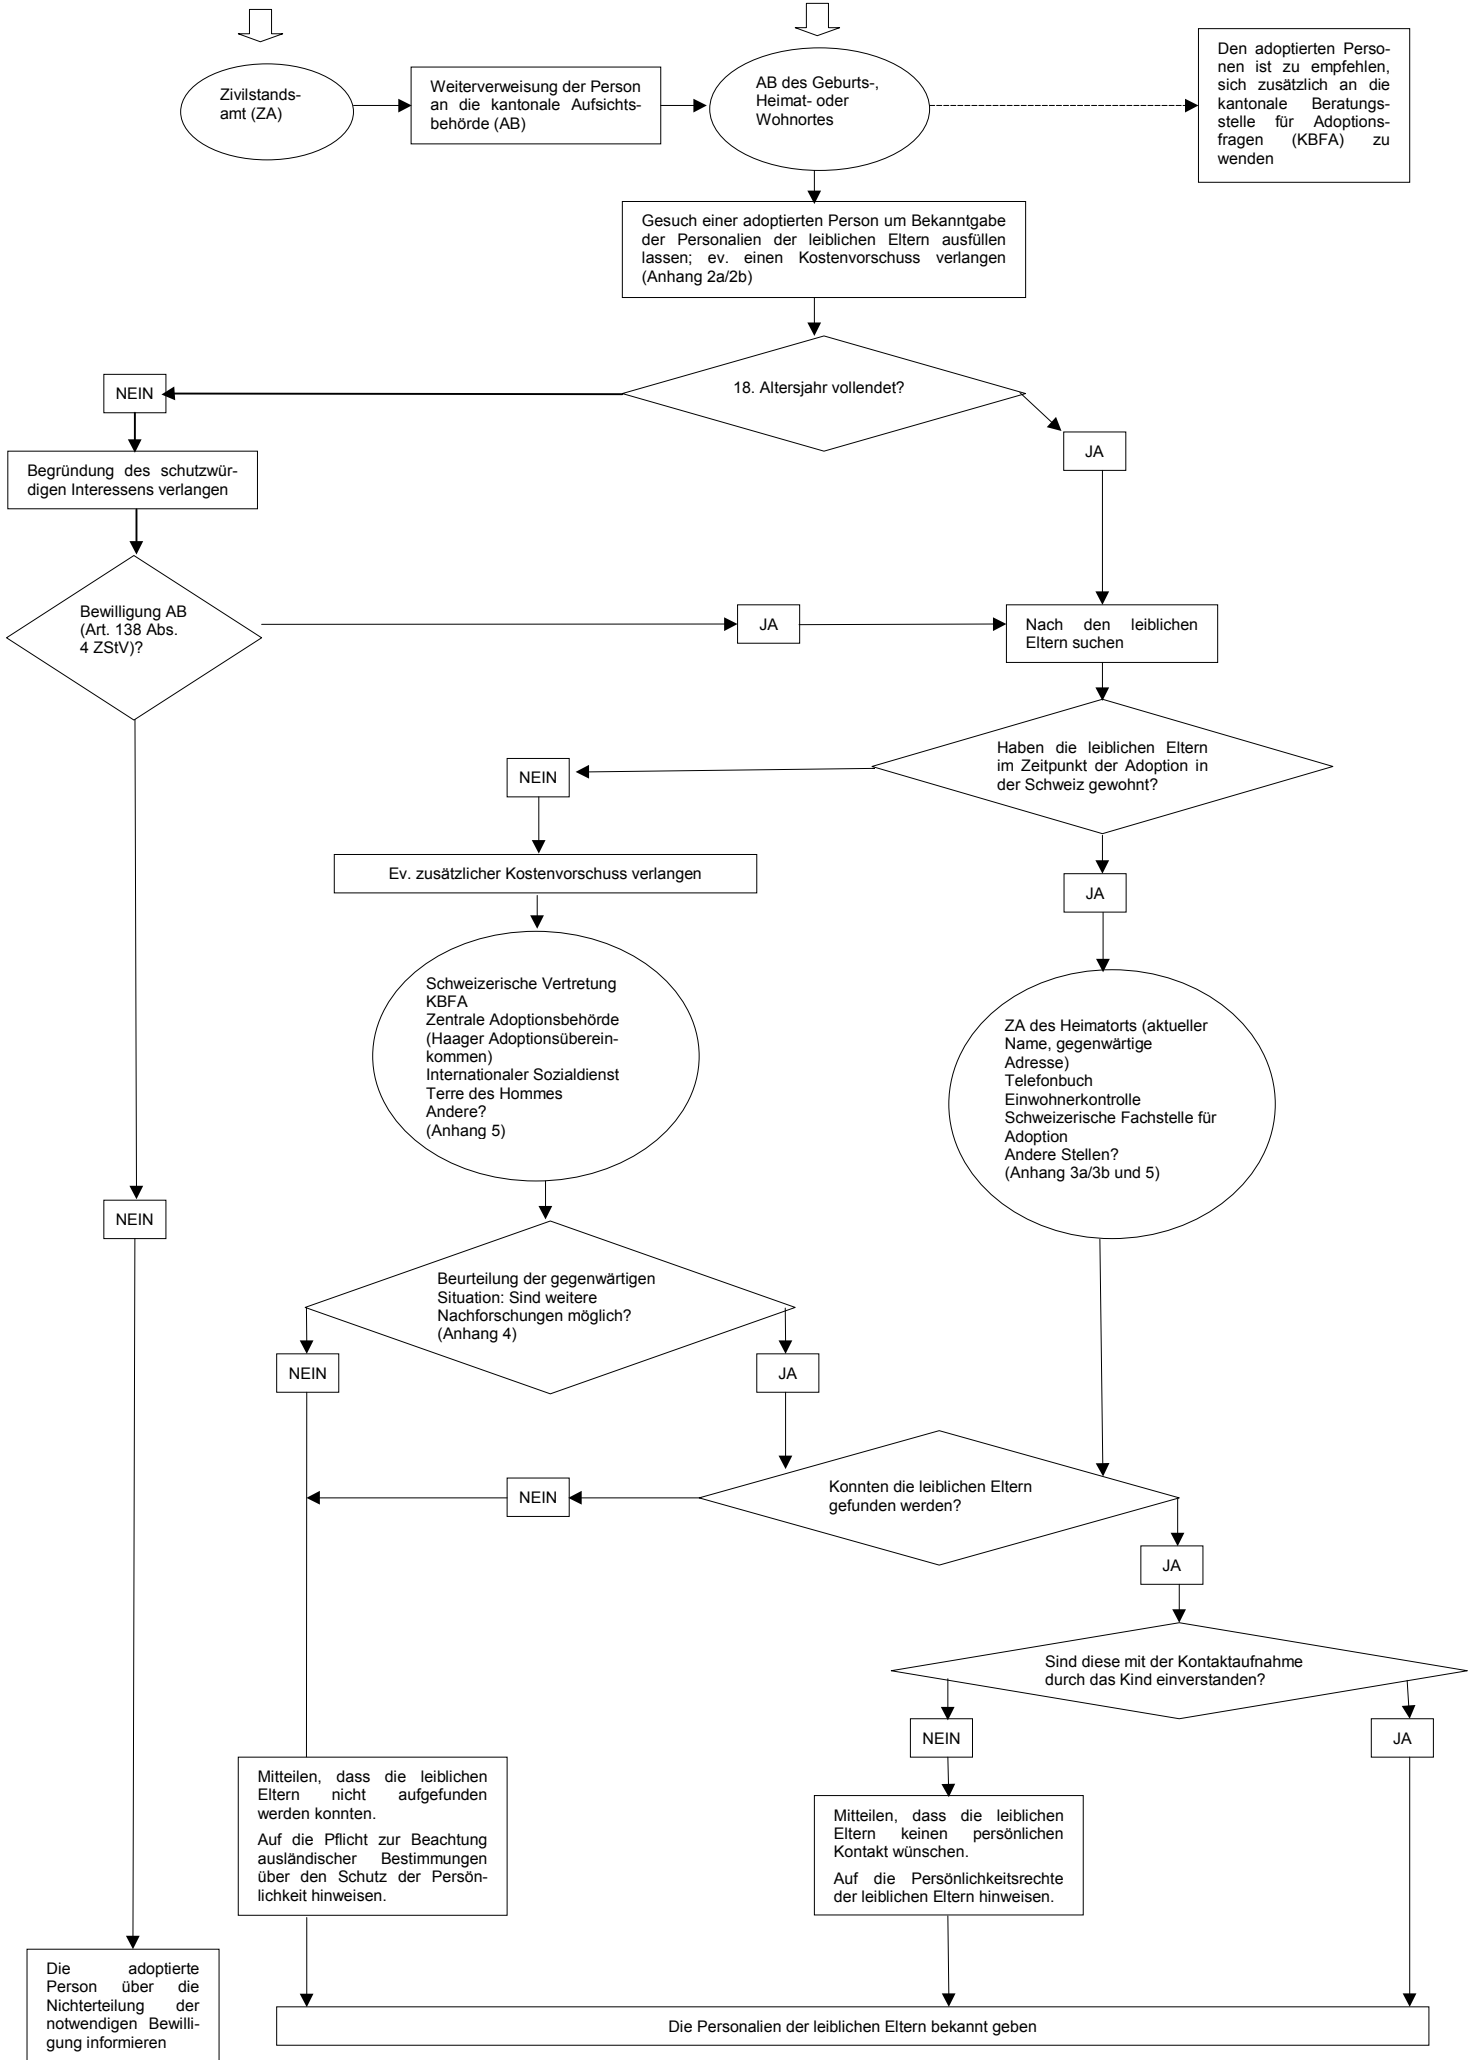 Zivilstands-
amt (ZA)
Weiterverweisung der Person
an die kantonale Aufsichts-
behörde (AB)
AB des Geburts-,
Heimat- oder
Wohnortes
Den adoptierten Perso-
nen ist zu empfehlen,
sich zusätzlich an die
kantonale Beratungs-
stelle für Adoptions-
fragen (KBFA) zu
wenden
Gesuch einer adoptierten Person um Bekanntgabe
der Personalien der leiblichen Eltern ausfüllen
lassen; ev. einen Kostenvorschuss verlangen
(Anhang 2a/2b)
18. Altersjahr vollendet?
NEIN
JA
Begründung des schutzwür-
digen Interessens verlangen
Bewilligung AB
(Art. 138 Abs.
4 ZStV)?
JA
Nach den leiblichen
Eltern suchen
Haben die leiblichen Eltern
im Zeitpunkt der Adoption in
der Schweiz gewohnt?
NEIN
Ev. zusätzlicher Kostenvorschuss verlangen
JA
Schweizerische Vertretung
KBFA
Zentrale Adoptionsbehörde
(Haager Adoptionsüberein-
kommen)
Internationaler Sozialdienst
Terre des Hommes
Andere?
(Anhang 5)
ZA des Heimatorts (aktueller
Name, gegenwärtige
Adresse)
Telefonbuch
Einwohnerkontrolle
Schweizerische Fachstelle für
Adoption
Andere Stellen?
(Anhang 3a/3b und 5)
NEIN
Beurteilung der gegenwärtigen
Situation: Sind weitere
Nachforschungen möglich?
(Anhang 4)
NEIN
JA
Konnten die leiblichen Eltern
gefunden werden?
NEIN
JA
Sind diese mit der Kontaktaufnahme
durch das Kind einverstanden?
NEIN
JA
Mitteilen, dass die leiblichen
Eltern nicht aufgefunden
werden konnten.
Auf die Pflicht zur Beachtung
ausländischer Bestimmungen
über den Schutz der Persön-
lichkeit hinweisen.
Mitteilen, dass die leiblichen
Eltern keinen persönlichen
Kontakt wünschen.
Auf die Persönlichkeitsrechte
der leiblichen Eltern hinweisen.
Die adoptierte
Person über die
Nichterteilung der
notwendigen Bewilli-
gung informieren
Die Personalien der leiblichen Eltern bekannt geben